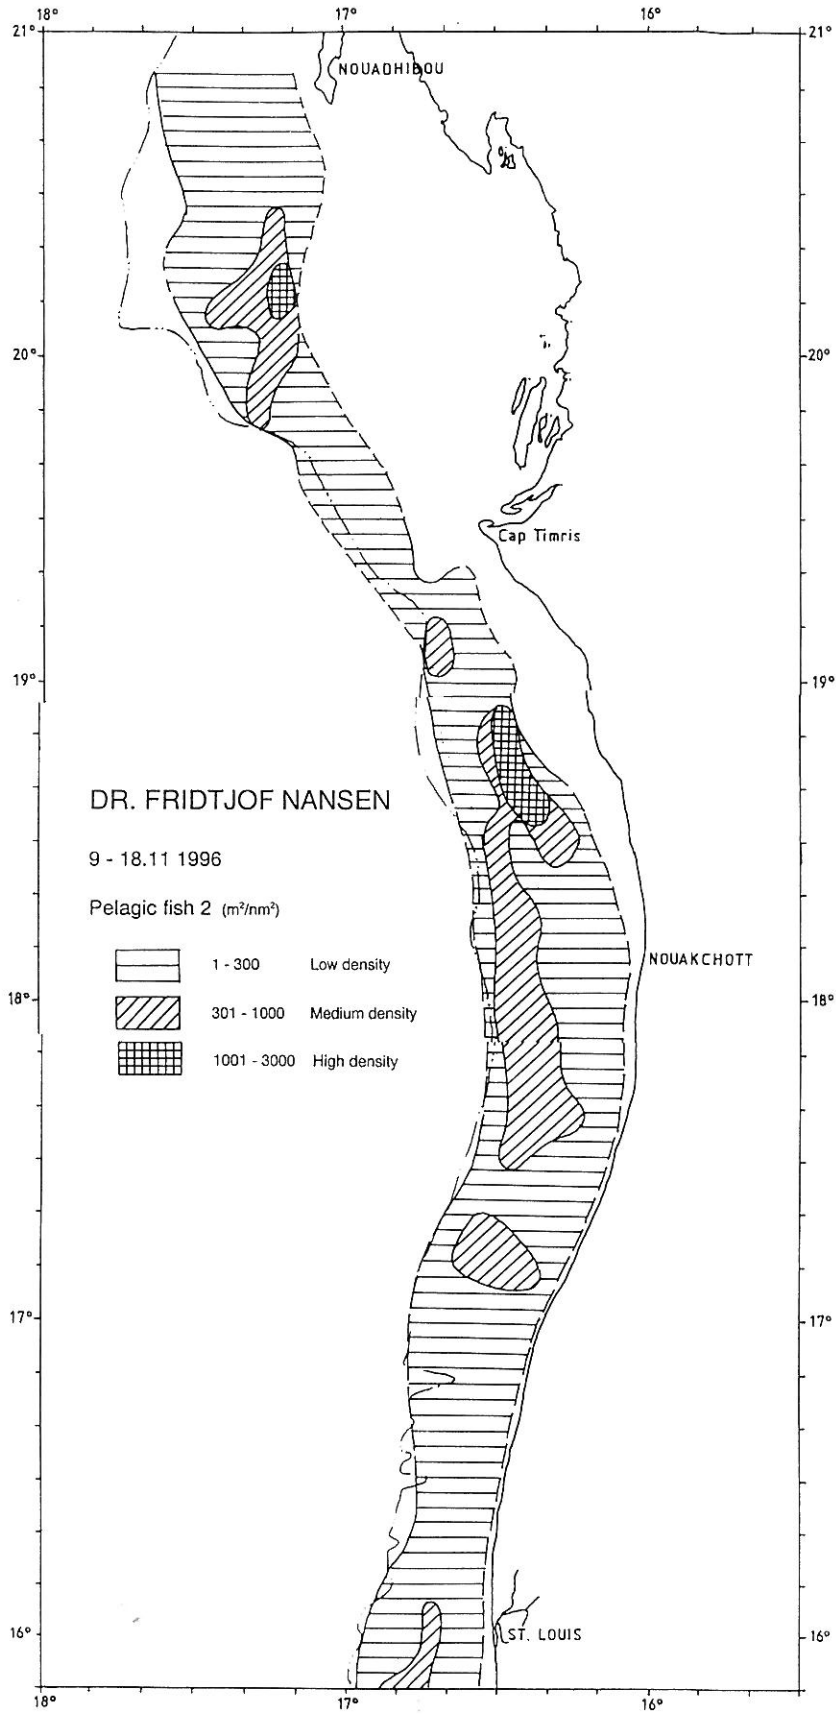 18° 17° 16°
21° 21°
NOUADHIBOU
20° 20°
Cap Timris
19° 19°
DR. FRIDTJOF NANSEN
9 - 18.11 1996
Pelagic fish 2 (m²/nm²)
1 - 300 Low density
NOUAKCHOTT
18° 18°
301 - 1000 Medium density
1001 - 3000 High density
17° 17°
16° 16°
ST. LOUIS
18° 17° 16°